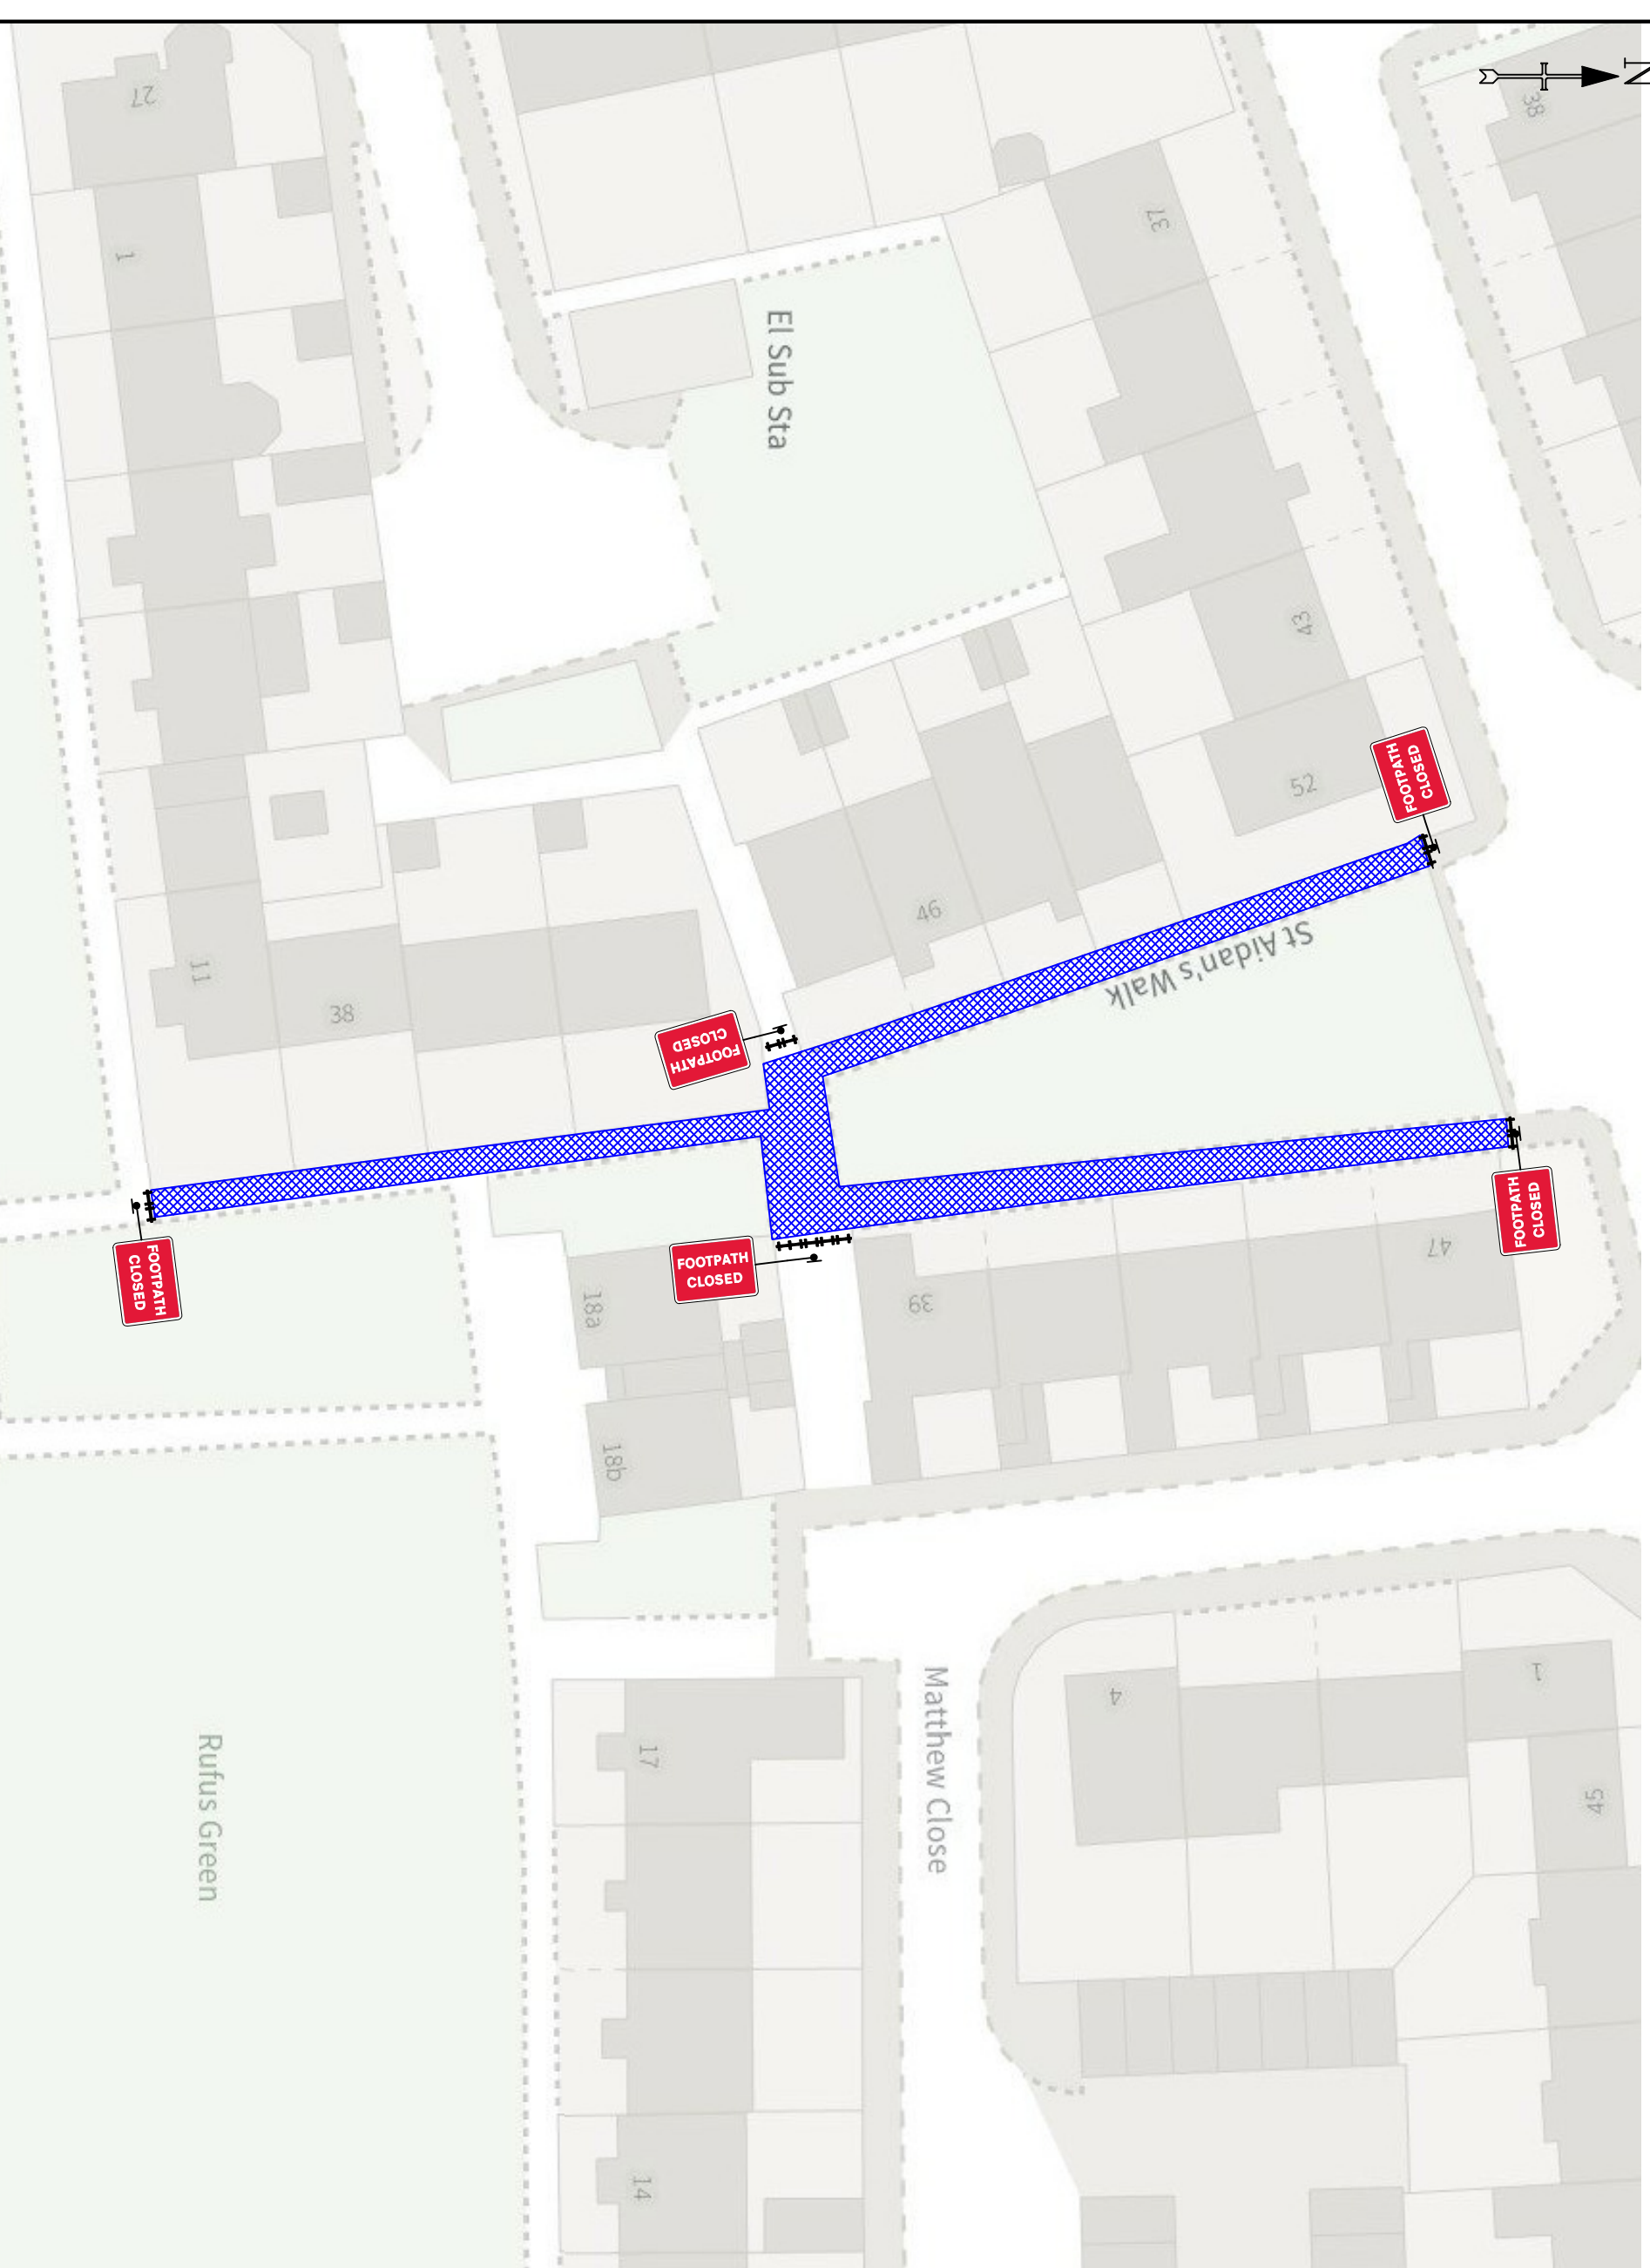 N
27
1
El Sub Sta
37
38
43
52
FOOTPATH
CLOSED
46
St Aidan's Walk
11
38
FOOTPATH
CLOSED
FOOTPATH
CLOSED
FOOTPATH
CLOSED
FOOTPATH
CLOSED
18a
39
47
18b
Matthew Close
4
1
17
45
Rufus Green
14